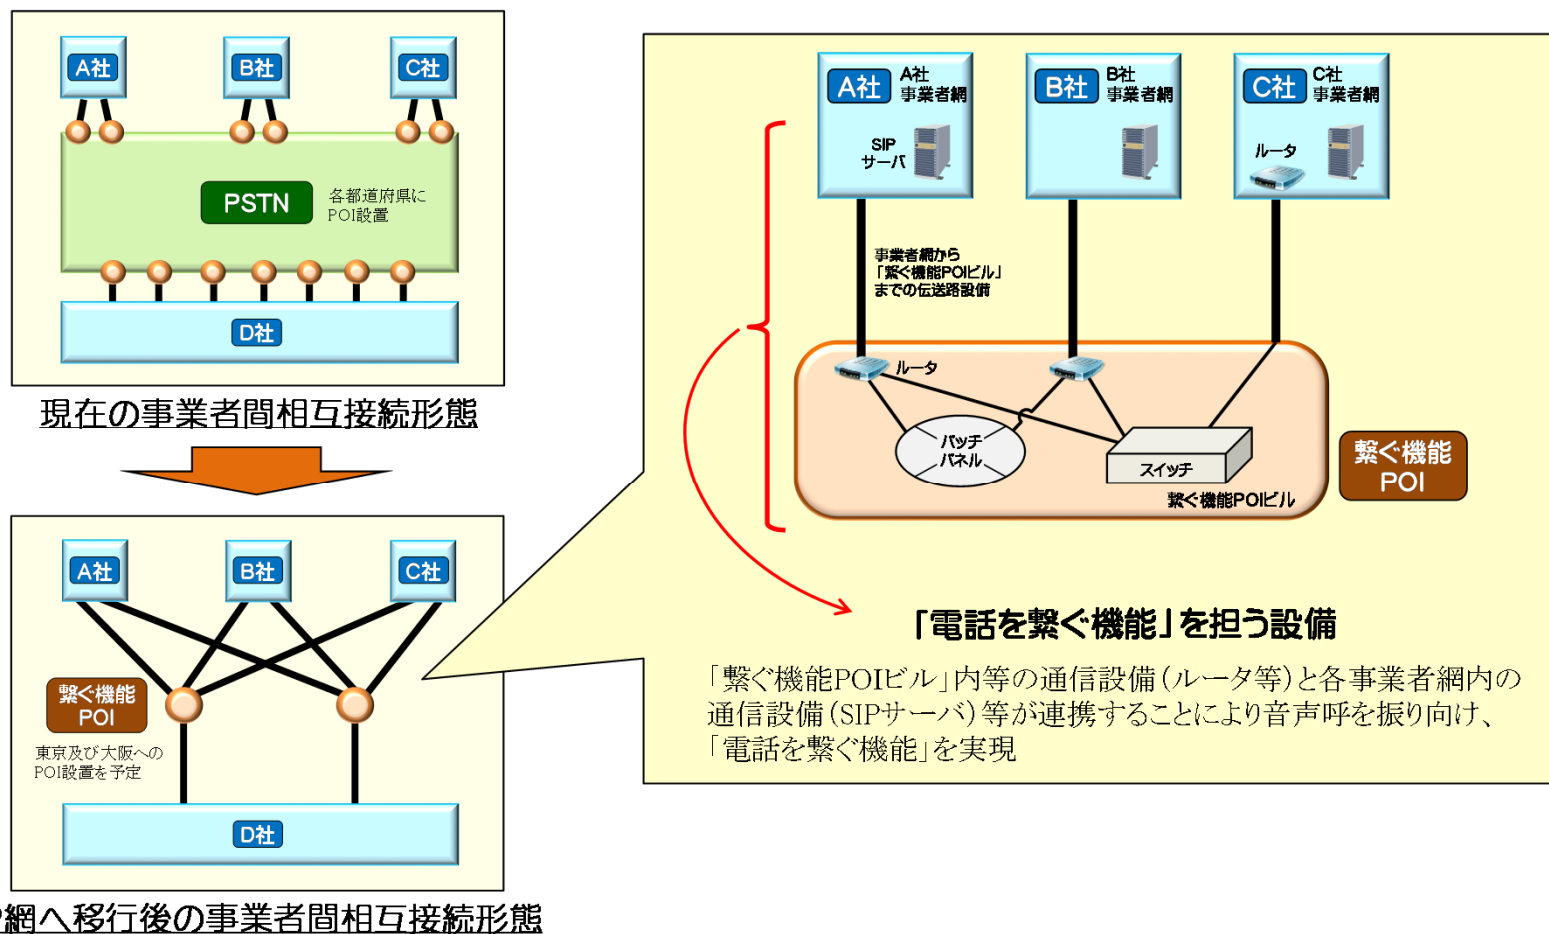 A社
B社
C社
PSTN
各都道府県に
POI設置
D社
現在の事業者間相互接続形態
A社
B社
C社
繋ぐ機能
POI
東京及び大阪への
POI設置を予定
D社
網へ移行後の事業者間相互接続形態
A社
A社
事業者網
SIP
サーバ
B社
B社
事業者網
C社
C社
事業者網
ルータ
事業者網から
「繋ぐ機能POIビル」
までの伝送路設備
ルータ
パッチ
パネル
スイッチ
繋ぐ機能POIビル
繋ぐ機能
POI
「電話を繋ぐ機能」を担う設備
「繋ぐ機能POIビル」内等の通信設備(ルータ等)と各事業者網内の
通信設備(SIPサーバ)等が連携することにより音声呼を振り向け、
「電話を繋ぐ機能」を実現